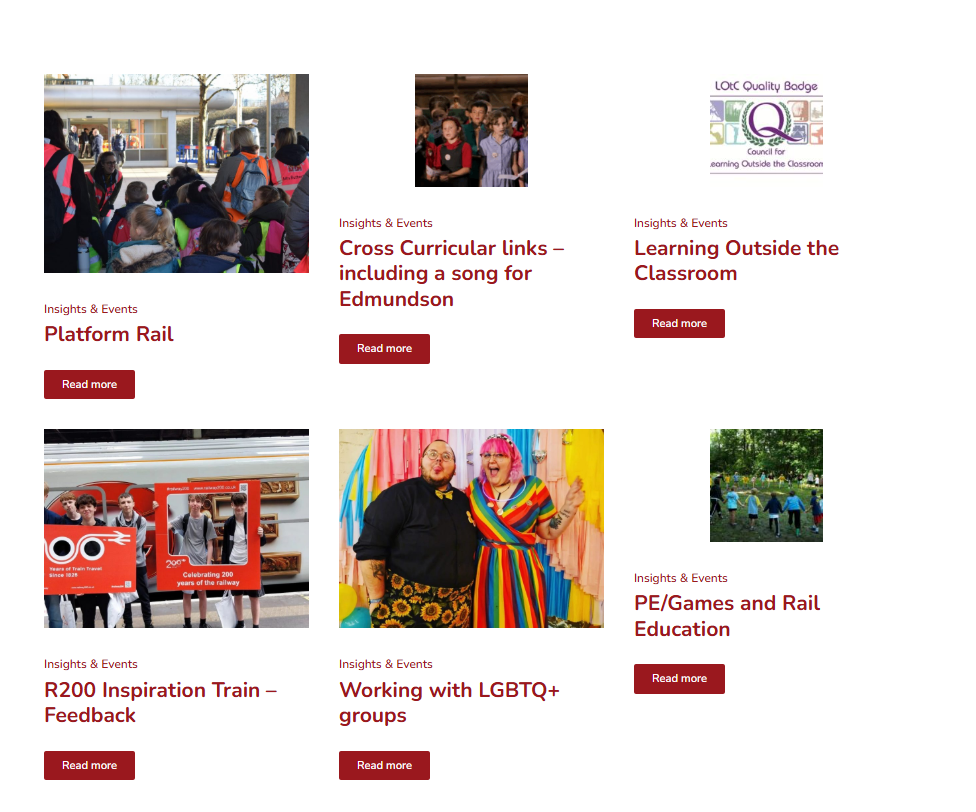 LOtC Quality Badge
Q
Council for
earning Outside the Classroom
Insights & Events
Platform Rail
Read more
Insights & Events
Cross Curricular links –
including a song for
Edmundson
Read more
Insights & Events
Learning Outside the
Classroom
Read more
Years of Train Travel
Since 1825
200
Celebrating 200
years of the railway
Insights & Events
R200 Inspiration Train –
Feedback
Read more
Insights & Events
Working with LGBTQ+
groups
Read more
Insights & Events
PE/Games and Rail
Education
Read more